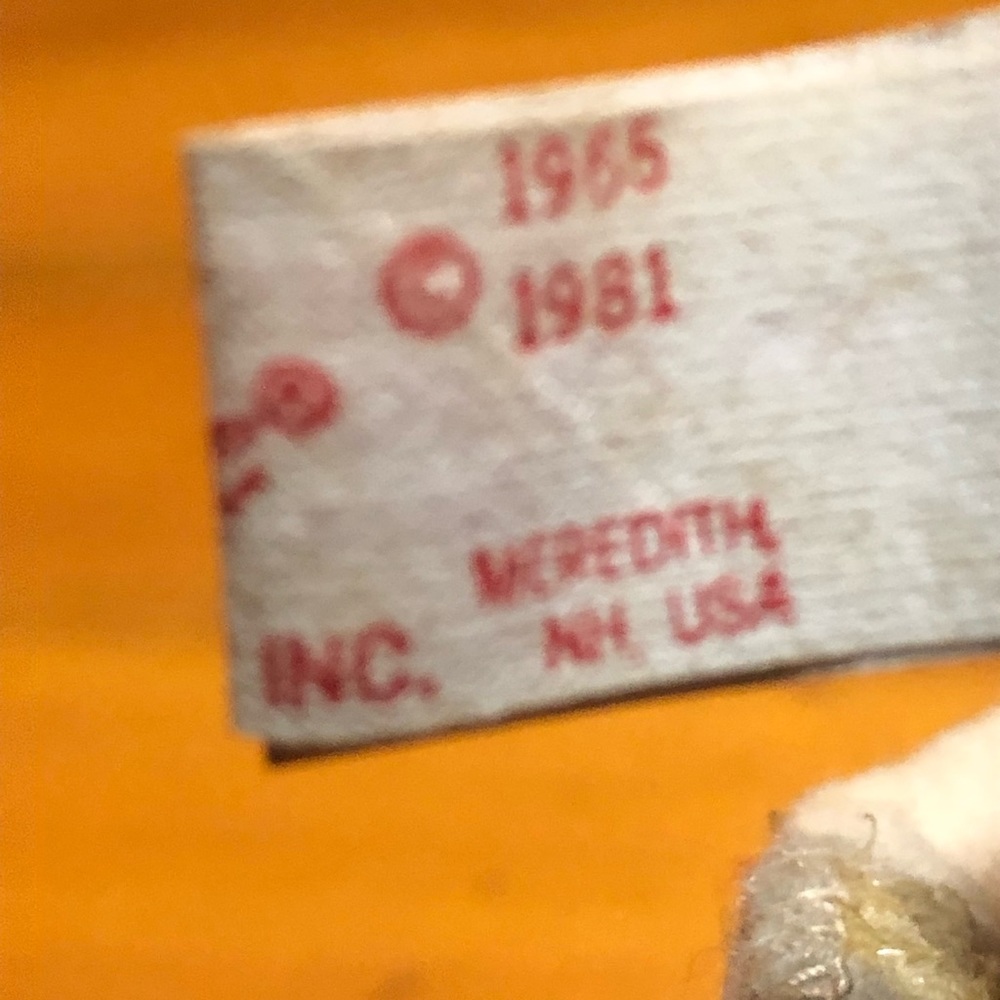 1965
©
1981
®
INC.
MEREDITH,
NH, USA